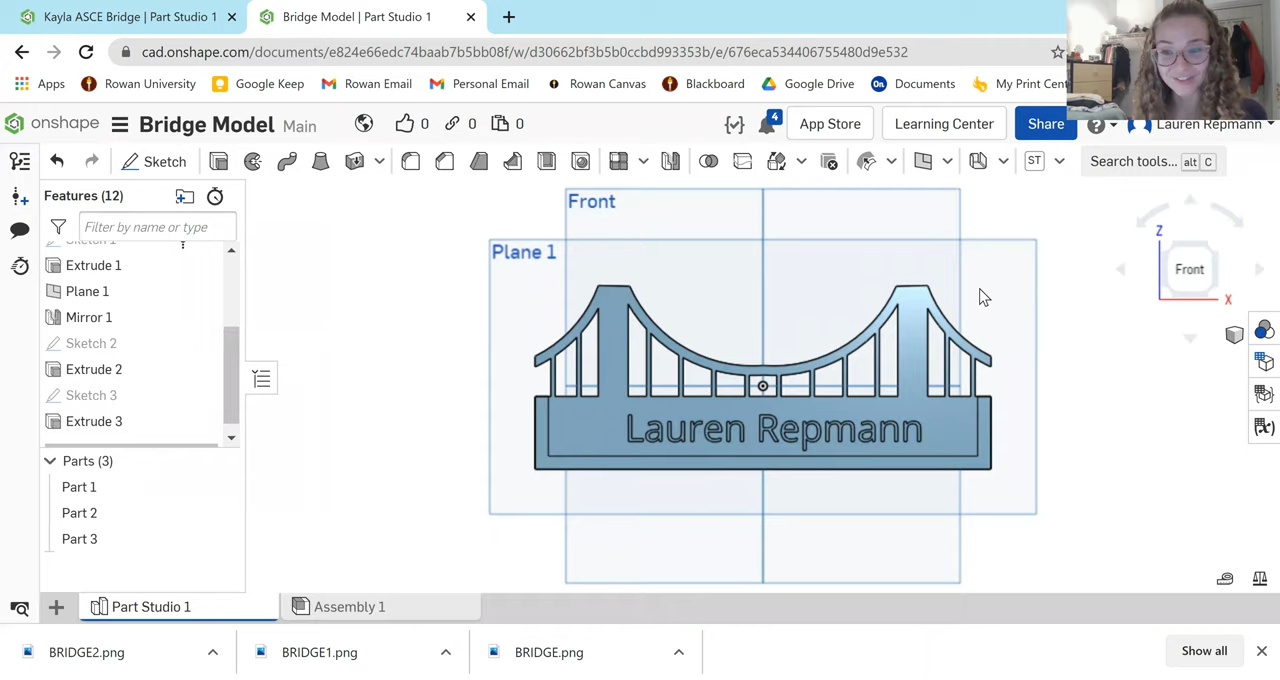 Kayla ASCE Bridge | Part Studio 1
Bridge Model | Part Studio 1
cad.onshape.com/documents/e824e96edc74baab7b5bb08f/w/d30662bf3b5b0ccbd993353b/e/676eca534406755480d9e532
Apps
Rowan University
Google Keep
Rowan Email
Personal Email
Rowan Canvas
Blackboard
Google Drive
On Documents
My Print Cen
onshape Bridge Model Main
0
0
0
4
App Store
Learning Center
Share
Lauren Repmann
Sketch
ST
Search tools... alt C
Features (12)
Filter by name or type
Sketch 1
Extrude 1
Plane 1
Mirror 1
Sketch 2
Extrude 2
Sketch 3
Extrude 3
Parts (3)
Part 1
Part 2
Part 3
Front
Plane 1
Lauren Repmann
Z
Front
X
(x)
Part Studio 1
Assembly 1
BRIDGE2.png
BRIDGE1.png
BRIDGE.png
Show all